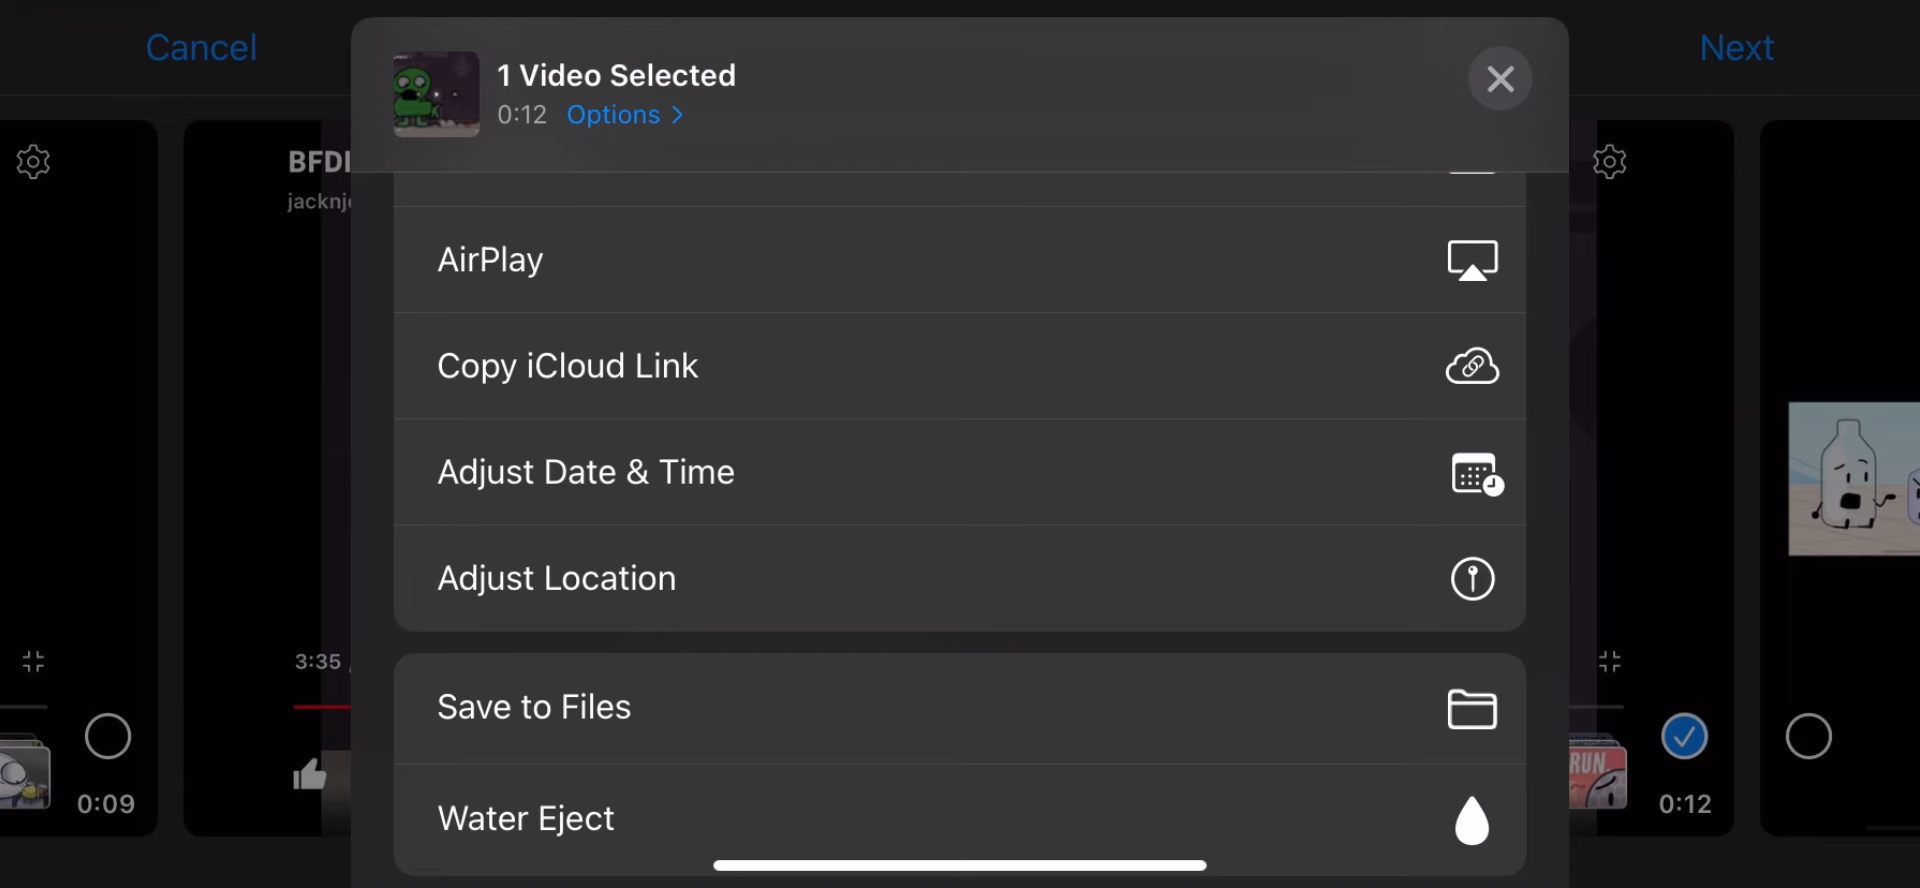 Cancel
1 Video Selected
0:12 Options
Next
BFDI
AirPlay
Copy iCloud Link
Adjust Date & Time
Adjust Location
3:35
Save to Files
RUN
0:09
0:12
Water Eject